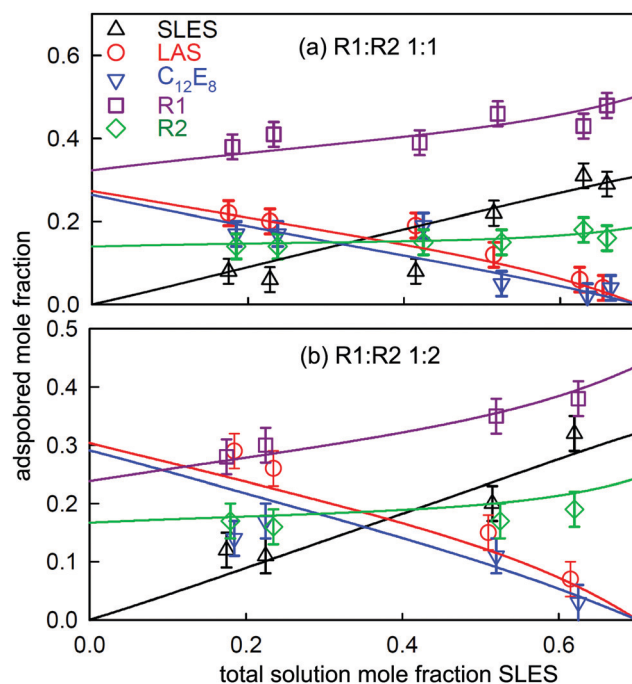 (a) R1:R2 1:1
SLES
LAS
C12E8
R1
R2
0.6
0.4
0.2
0.0
(b) R1:R2 1:2
0.5
0.4
0.3
0.2
0.1
0.0
adspobred mole fraction
0.0 0.2 0.4 0.6
total solution mole fraction SLES